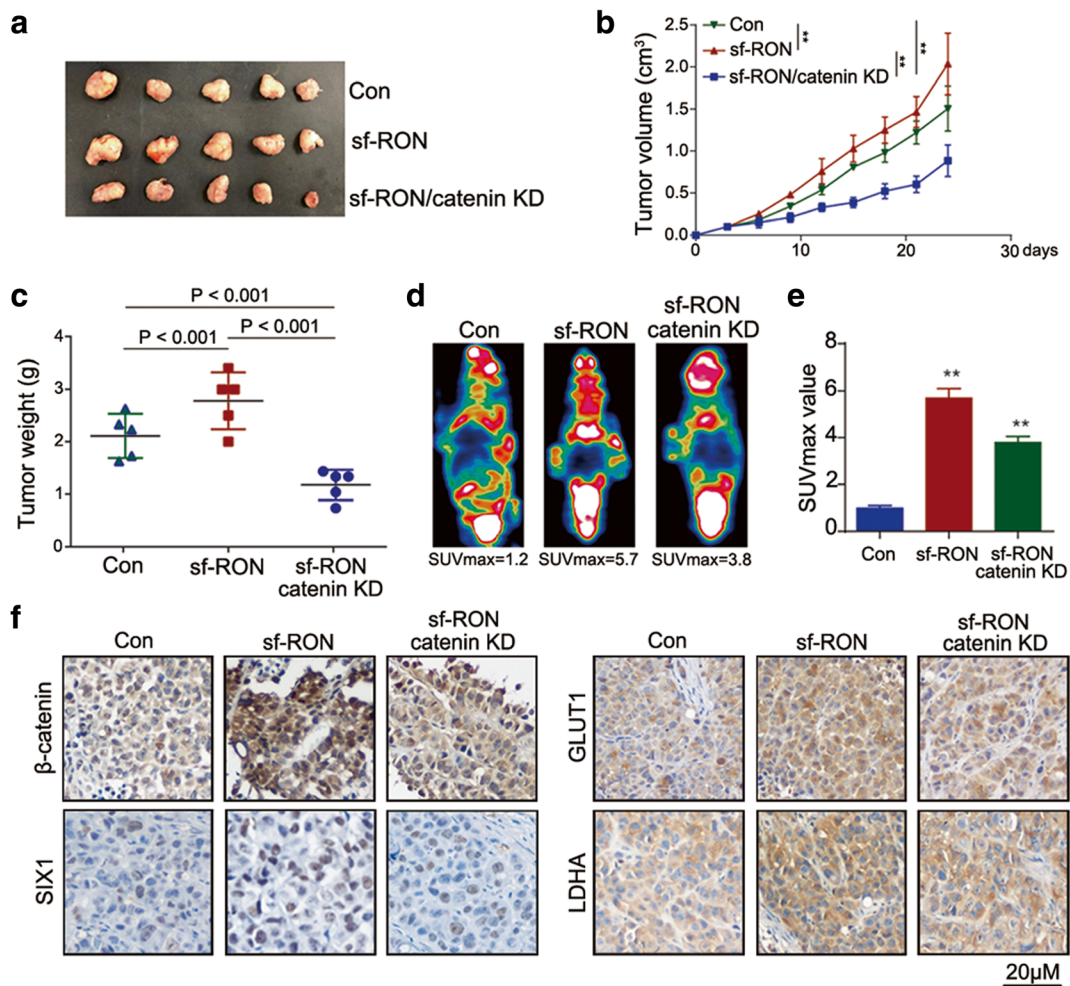 a
Con
sf-RON
sf-RON/catenin KD
b
Tumor volume (cm³)
2.5
2.0
1.5
1.0
0.5
0.0
0
10
20
30 days
Con
sf-RON
sf-RON/catenin KD
**
**
**
c
P < 0.001
P < 0.001
P < 0.001
Tumor weight (g)
4
3
2
1
0
Con
sf-RON
sf-RON
catenin KD
d
Con
sf-RON
sf-RON
catenin KD
SUVmax=1.2
SUVmax=5.7
SUVmax=3.8
e
SUVmax value
8
6
4
2
0
**
**
Con
sf-RON
sf-RON
catenin KD
f
Con
sf-RON
sf-RON
catenin KD
β-catenin
SIX1
Con
sf-RON
sf-RON
catenin KD
GLUT1
LDHA
20μM